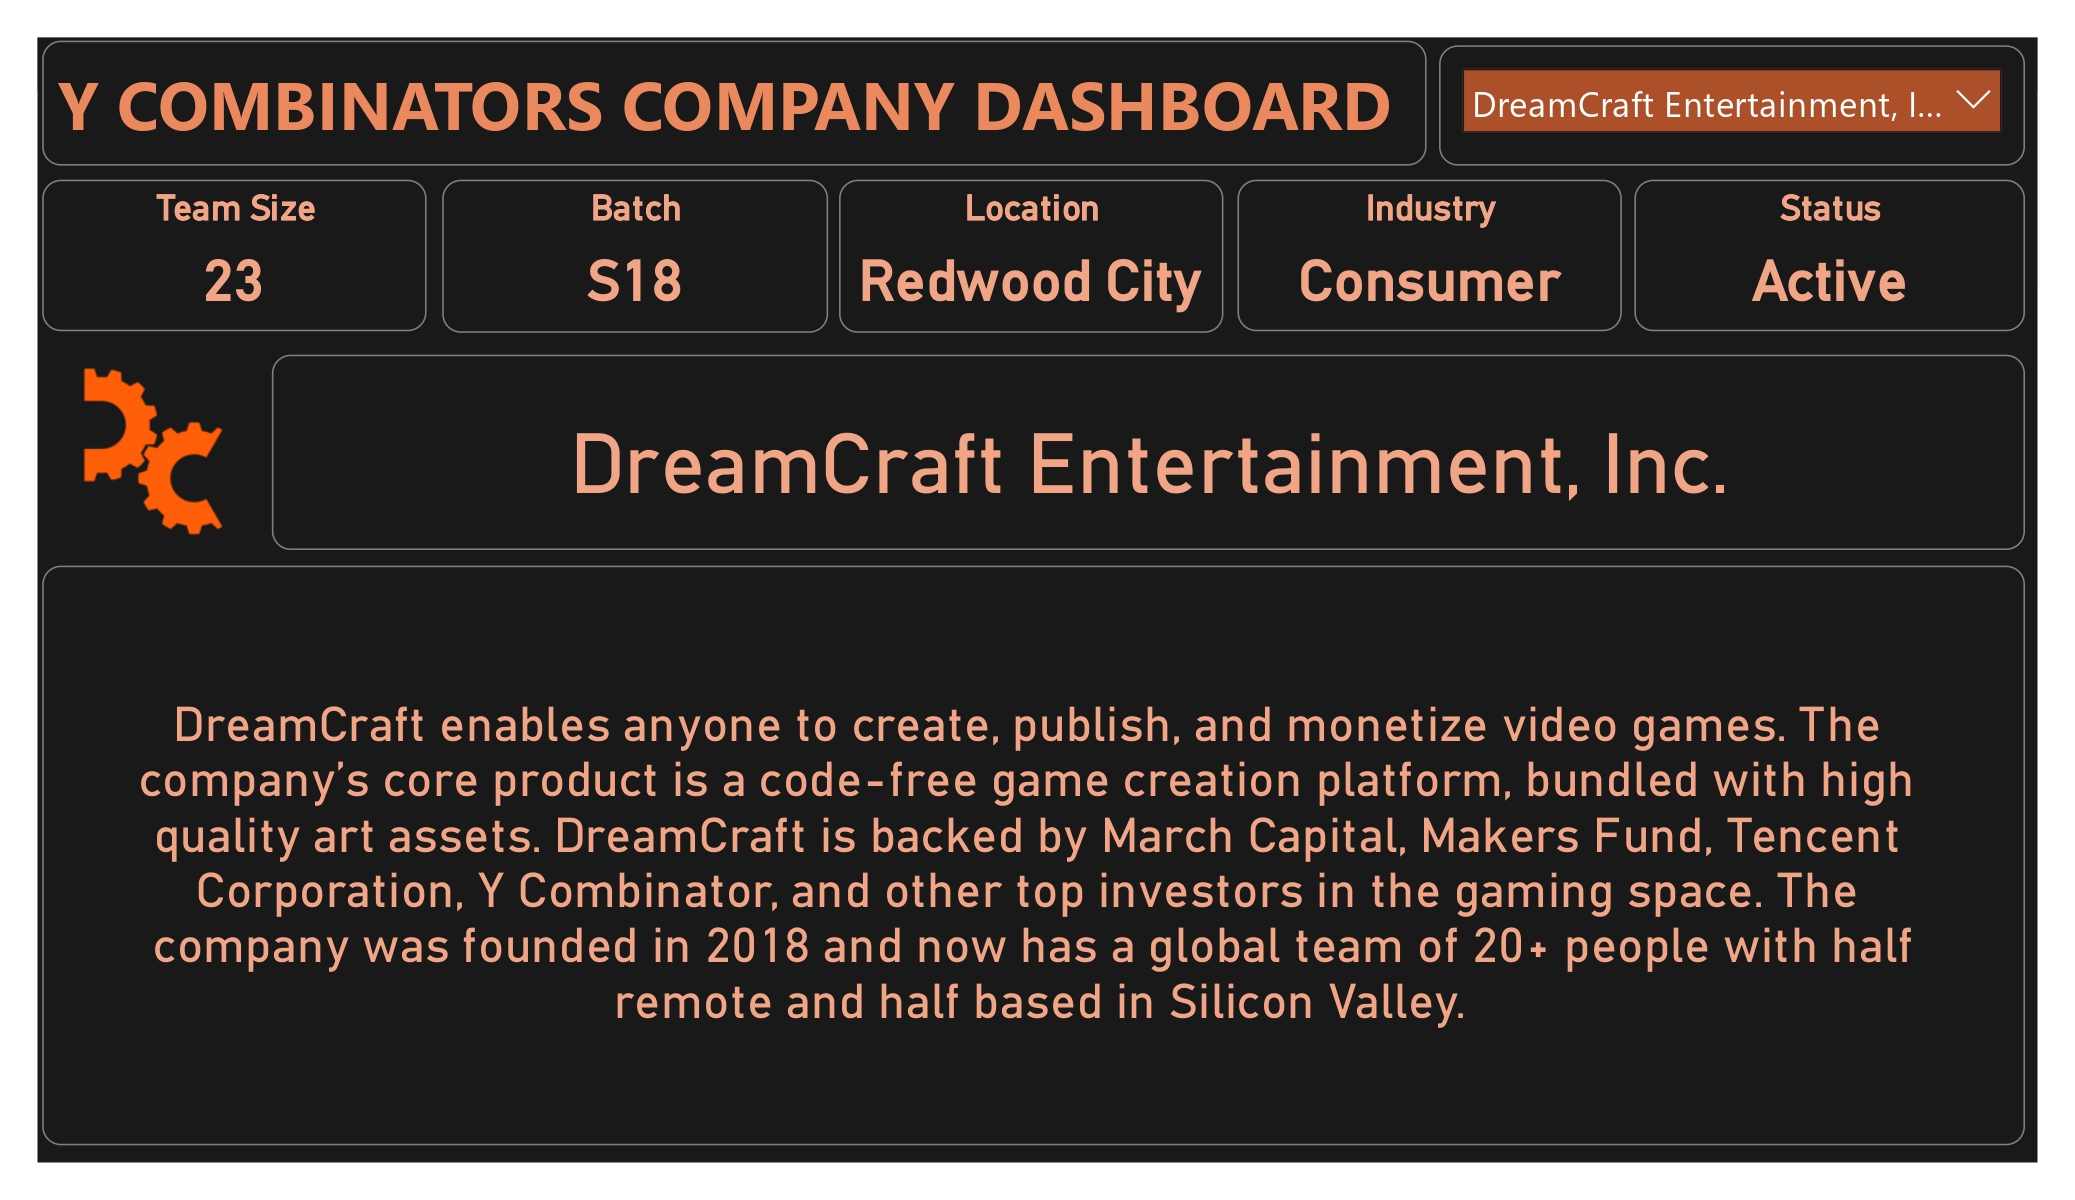 Y COMBINATORS COMPANY DASHBOARD
DreamCraft Entertainment, I...
Team Size
23
Batch
S18
Location
Redwood City
Industry
Consumer
Status
Active
DreamCraft Entertainment, Inc.
DreamCraft enables anyone to create, publish, and monetize video games. The
company’s core product is a code-free game creation platform, bundled with high
quality art assets. DreamCraft is backed by March Capital, Makers Fund, Tencent
Corporation, Y Combinator, and other top investors in the gaming space. The
company was founded in 2018 and now has a global team of 20+ people with half
remote and half based in Silicon Valley.